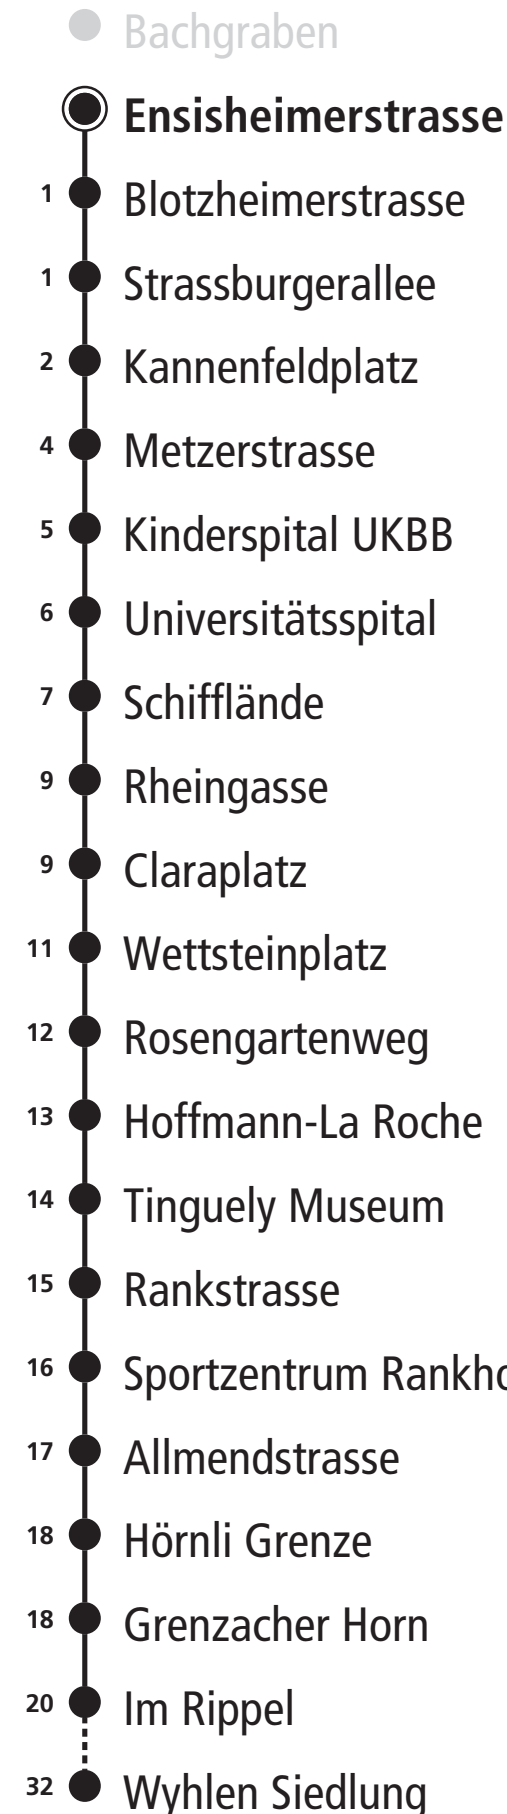 Bachgraben
Ensisheimerstrasse
1 Blotzheimerstrasse
1 Strassburgerallee
2 Kannenfeldplatz
4 Metzerstrasse
5 Kinderspital UKBB
6 Universitätsspital
7 Schifflände
9 Rheingasse
9 Claraplatz
11 Wettsteinplatz
12 Rosengartenweg
13 Hoffmann-La Roche
14 Tinguely Museum
15 Rankstrasse
16 Sportzentrum
17 Allmendstrasse
18 Hörnli Grenze
18 Grenzacher Horn
20 Im Rippel
32 Wyhlen Siedlung